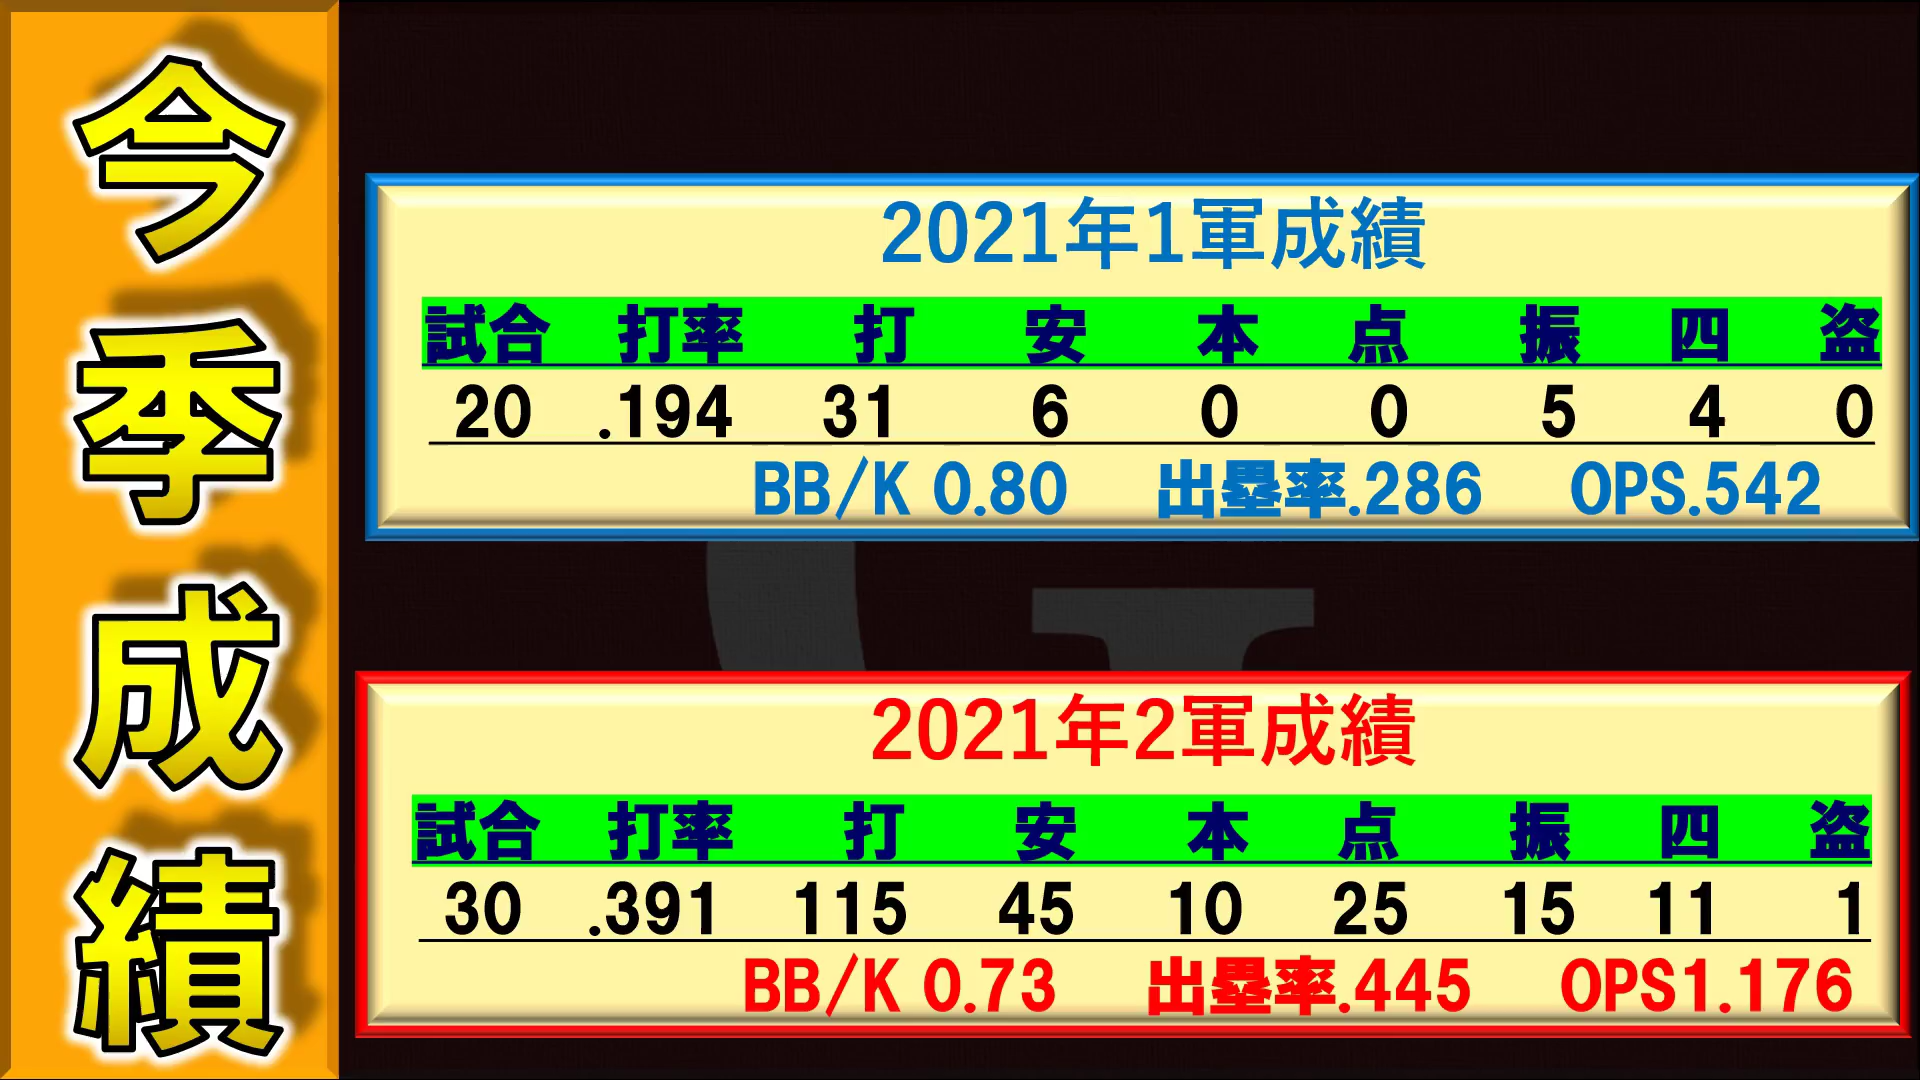 今季成績
2021年1軍成績
試合 打率 打 安 本 点 振 四 盗
20 .194 31 6 0 0 5 4 0
BB/K 0.80 出塁率.286 OPS.542
2021年2軍成績
試合 打率 打 安 本 点 振 四 盗
30 .391 115 45 10 25 15 11 1
BB/K 0.73 出塁率.445 OPS1.176